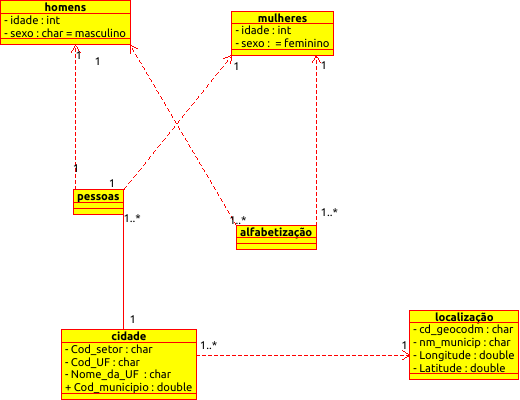 homens
- idade : int
- sexo : char = masculino
mulheres
- idade : int
- sexo :  = feminino
1
1
1
1
1
1
pessoas
1..*
1..*
1..*
alfabetização
1
cidade
- Cod_setor : char
- Cod_UF : char
- Nome_da_UF  : char
+ Cod_municipio : double
1..*
1
localização
- cd_geocodm : char
- nm_municip : char
- Longitude : double
- Latitude : double